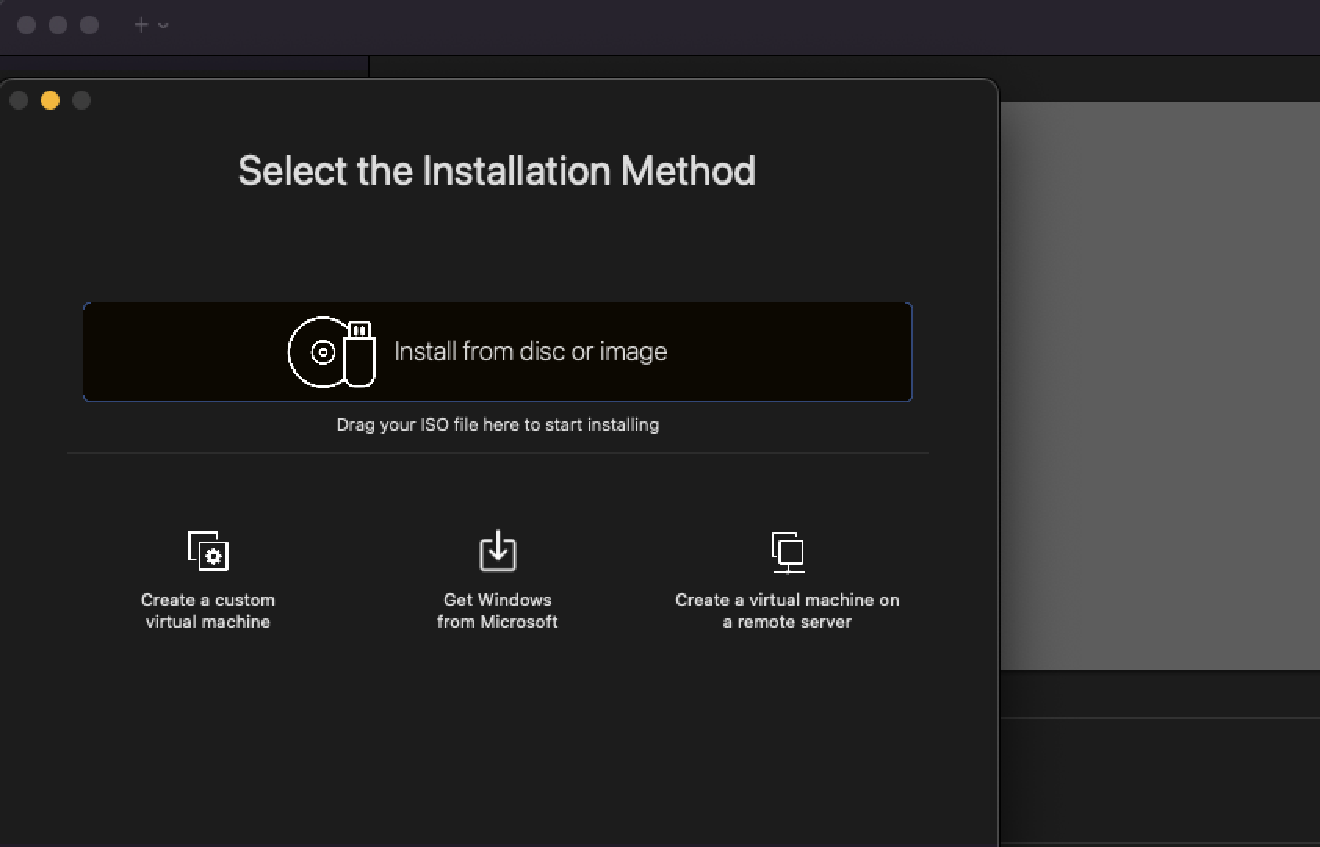 Select the Installation Method
Install from disc or image
Drag your ISO file here to start installing
Create a custom
virtual machine
Get Windows
from Microsoft
Create a virtual machine on
a remote server